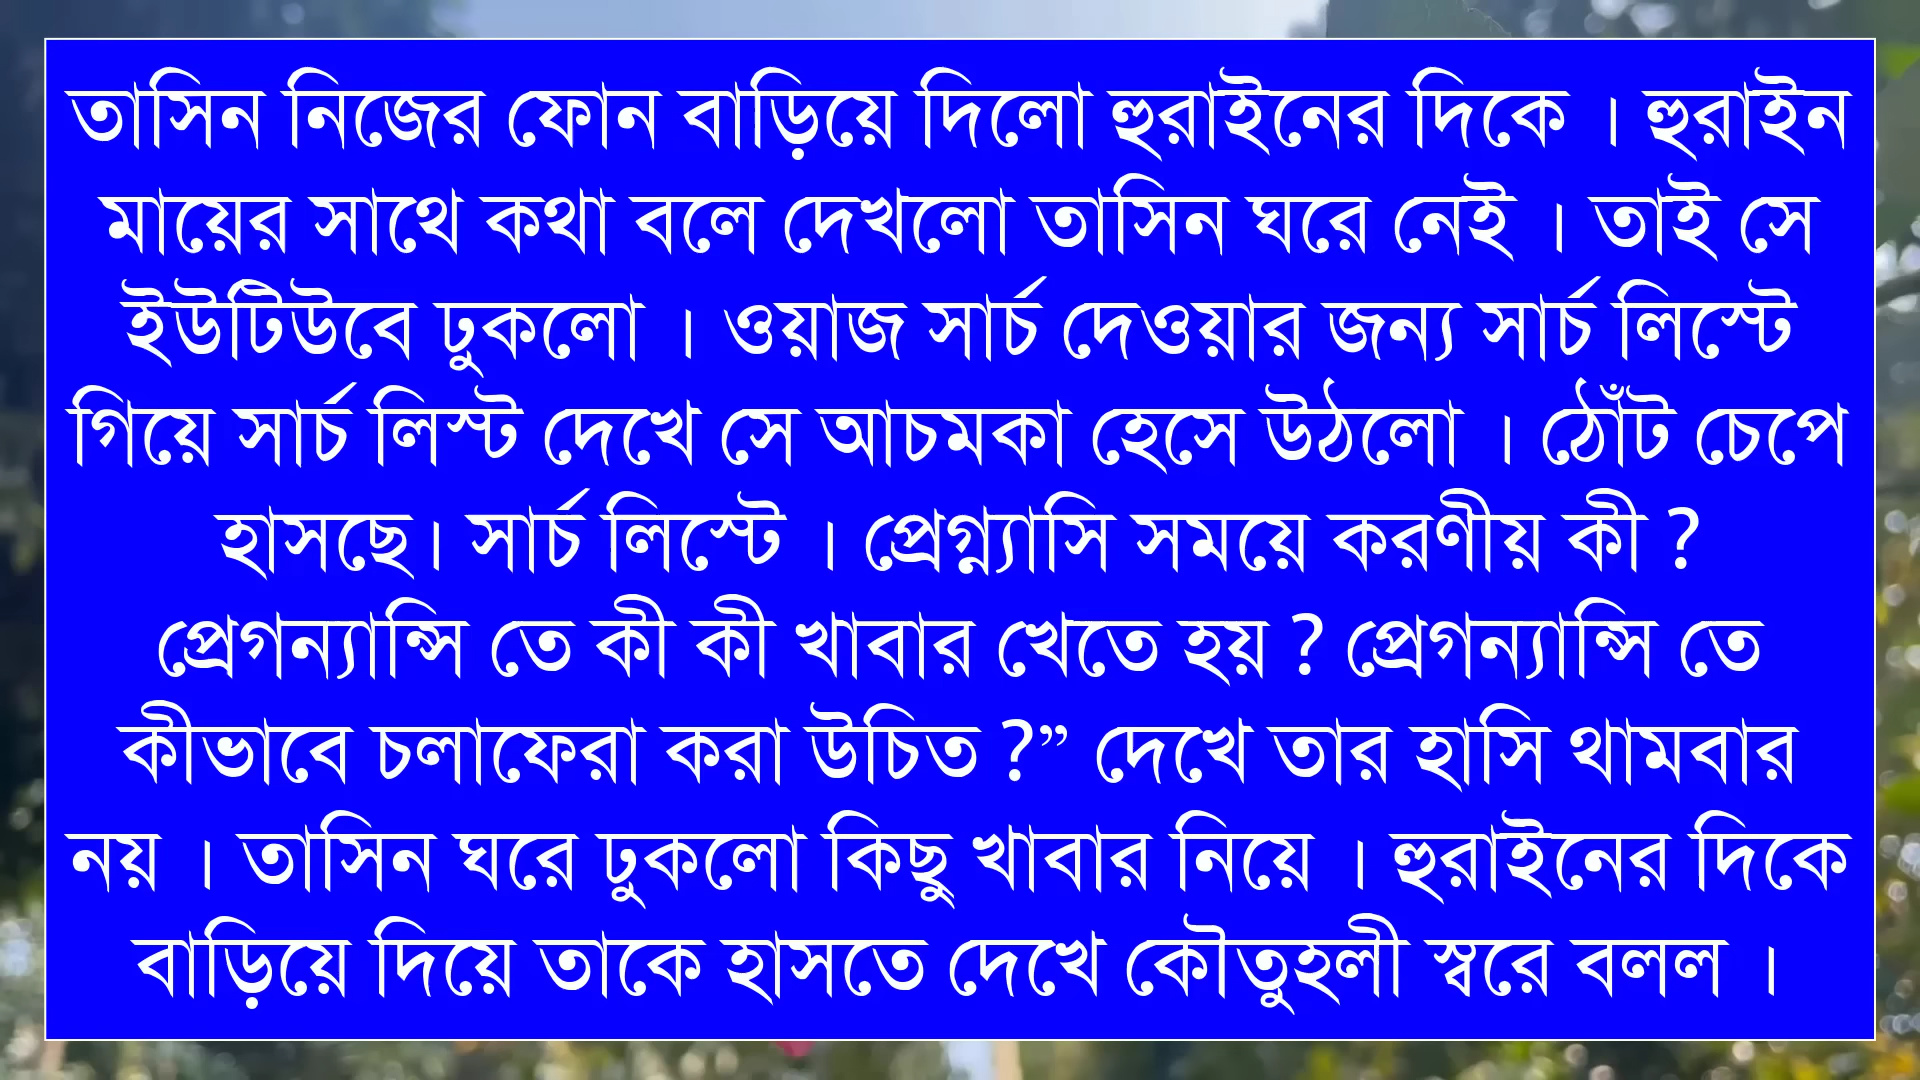 তাসিন নিজের ফোন বাড়িয়ে দিলো হুরাইনের দিকে । হুরাইন
মায়ের সাথে কথা বলে দেখলো তাসিন ঘরে নেই । তাই সে
ইউটিউবে ঢুকলো । ওয়াজ সার্চ দেওয়ার জন্য সার্চ লিস্টে
গিয়ে সার্চ লিস্ট দেখে সে আচমকা হেসে উঠলো । ঠোঁট চেপে
হাসছে। সার্চ লিস্টে । প্রেগ্ন্যাসি সময়ে করণীয় কী ?
প্রেগন্যান্সি তে কী কী খাবার খেতে হয় ? প্রেগন্যান্সি তে
কীভাবে চলাফেরা করা উচিত ?” দেখে তার হাসি থামবার
নয় । তাসিন ঘরে ঢুকলো কিছু খাবার নিয়ে । হুরাইনের দিকে
বাড়িয়ে দিয়ে তাকে হাসতে দেখে কৌতুহলী স্বরে বলল ।